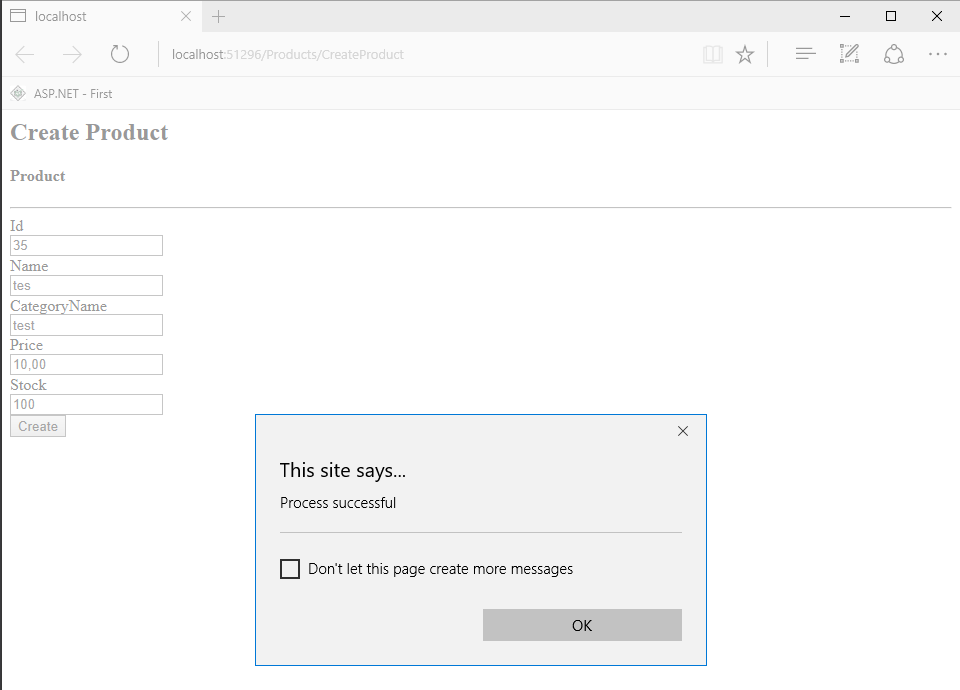 localhost
localhost:51296/Products/CreateProduct
ASP.NET - First
Create Product
Product
Id
35
Name
tes
CategoryName
test
Price
10,00
Stock
100
Create
This site says...
Process successful
Don't let this page create more messages
OK